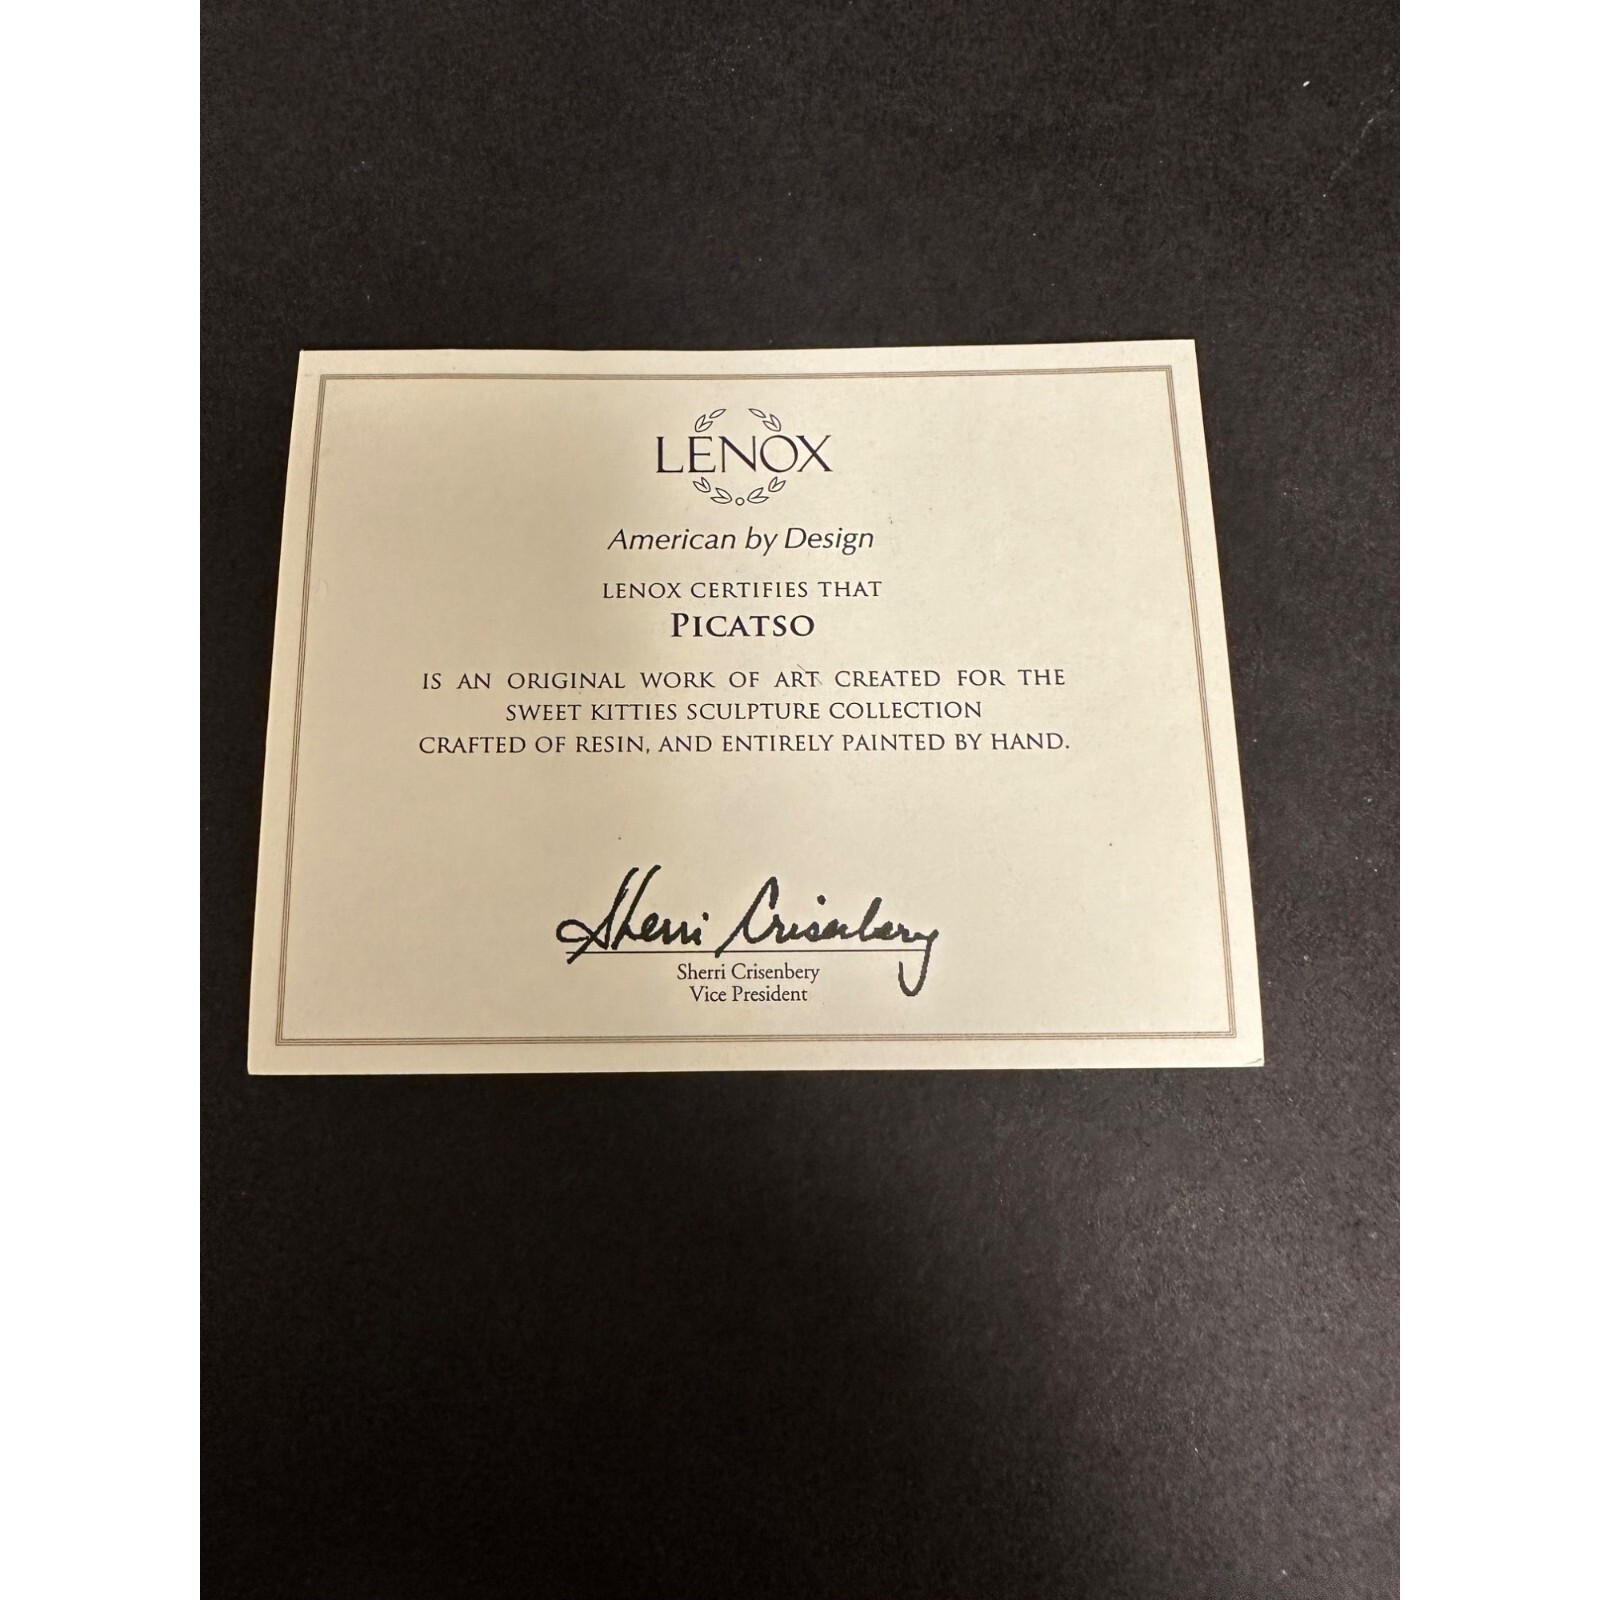 LENOX
American by Design
LENOX CERTIFIES THAT
PICATSO
IS AN ORIGINAL WORK OF ART CREATED FOR THE
SWEET KITTIES SCULPTURE COLLECTION
CRAFTED OF RESIN, AND ENTIRELY PAINTED BY HAND.
Sherri Crisenbery
Sherri Crisenbery
Vice President